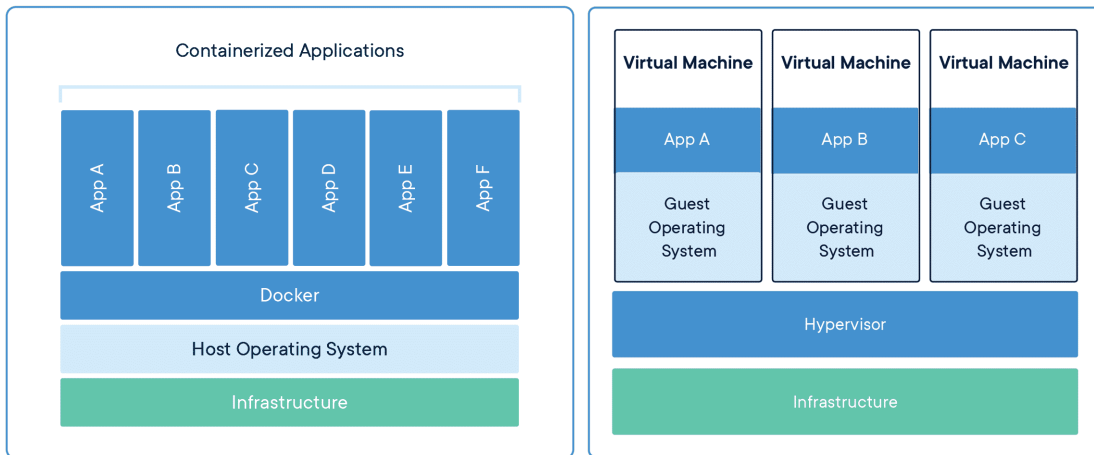 Containerized Applications
App A
App B
App C
App D
App E
App F
Docker
Host Operating System
Infrastructure
Virtual Machine
App A
Guest
Operating
System
Virtual Machine
App B
Guest
Operating
System
Virtual Machine
App C
Guest
Operating
System
Hypervisor
Infrastructure